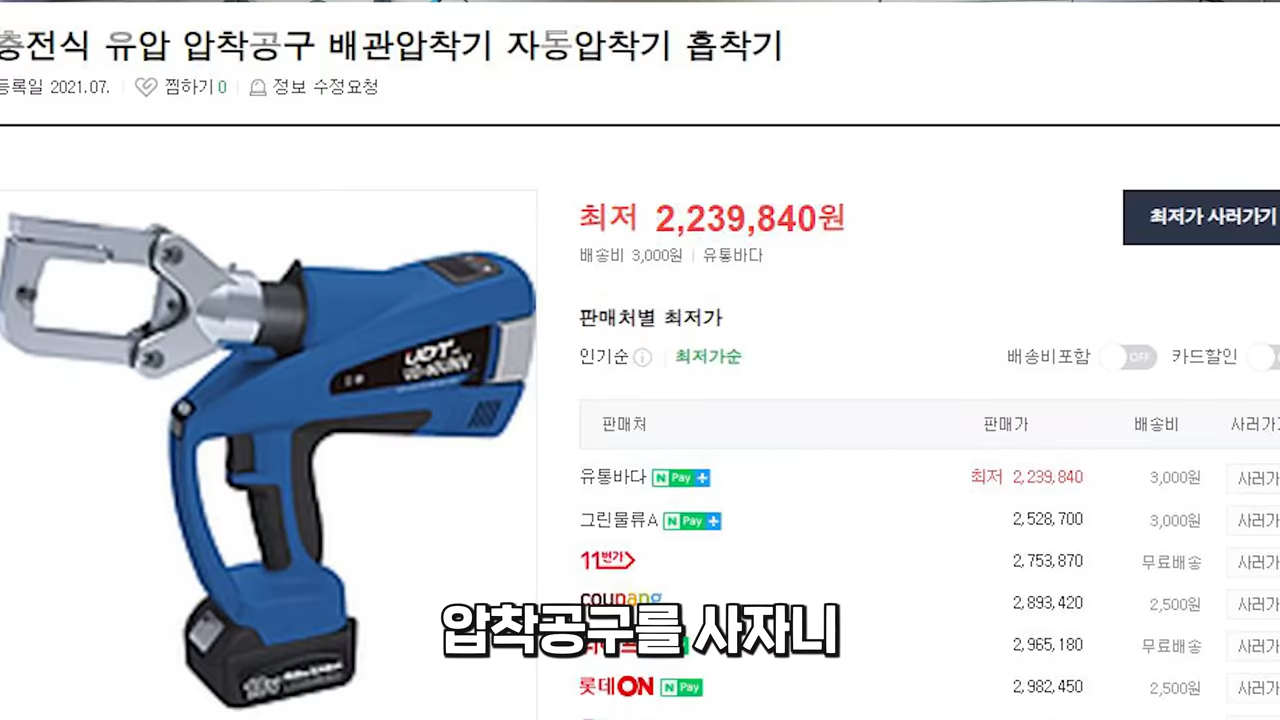 충전식 유압 압착공구 배관압착기 자동압착기 흡착기
등록일 2021.07. 찜하기 0 정보 수정요청
최저 2,239,840원
최저가 사러가기
배송비 3,000원 유통바다
판매처별 최저가
인기순 최저가순 배송비포함 OFF 카드할인
판매처 판매가 배송비 사러가기
유통바다 N Pay + 최저 2,239,840 3,000원 사러가
그린물류A N Pay + 2,528,700 3,000원 사러가
11번가 2,753,870 무료배송 사러가
coupang 2,893,420 2,500원 사러가
2,965,180 무료배송 사러가
롯데ON N Pay 2,982,450 2,500원 사러가
UDT
18v
압착공구를 사자니